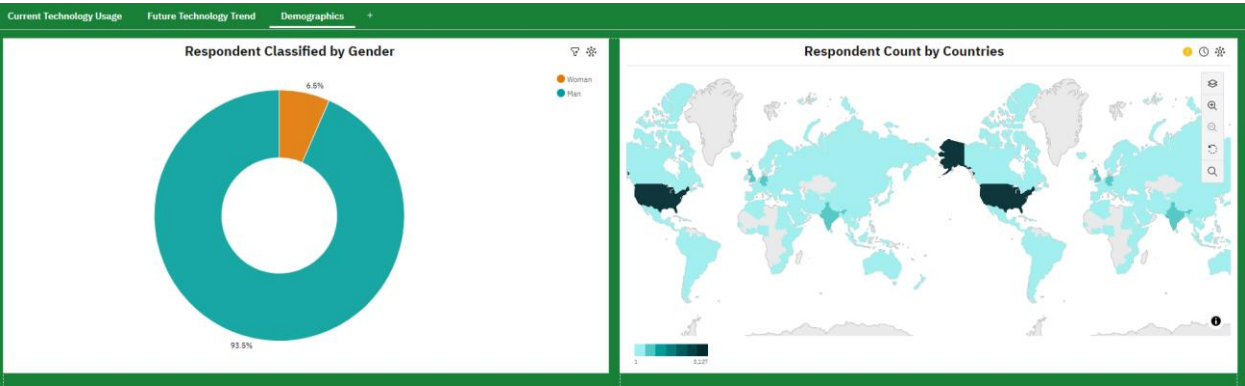 Current Technology Usage Future Technology Trend Demographics +
Respondent Classified by Gender
6.5%
Woman
Man
93.5%
Respondent Count by Countries
1 3,127